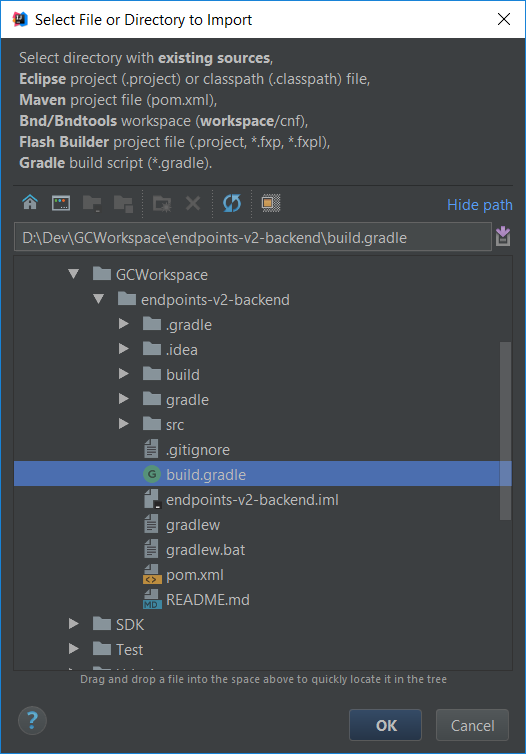 Select File or Directory to Import
Select directory with existing sources,
Eclipse project (.project) or classpath (.classpath) file,
Maven project file (pom.xml),
Bnd/Bndtools workspace (workspace/cnf),
Flash Builder project file (.project, *.fxp, *.fxpl),
Gradle build script (*.gradle).
Hide path
D:\Dev\GCWorkspace\endpoints-v2-backend\build.gradle
GCWorkspace
endpoints-v2-backend
.gradle
.idea
build
gradle
src
.gitignore
G build.gradle
endpoints-v2-backend.iml
gradlew
gradlew.bat
pom.xml
MD README.md
SDK
Test
Drag and drop a file into the space above to quickly locate it in the tree
? OK Cancel